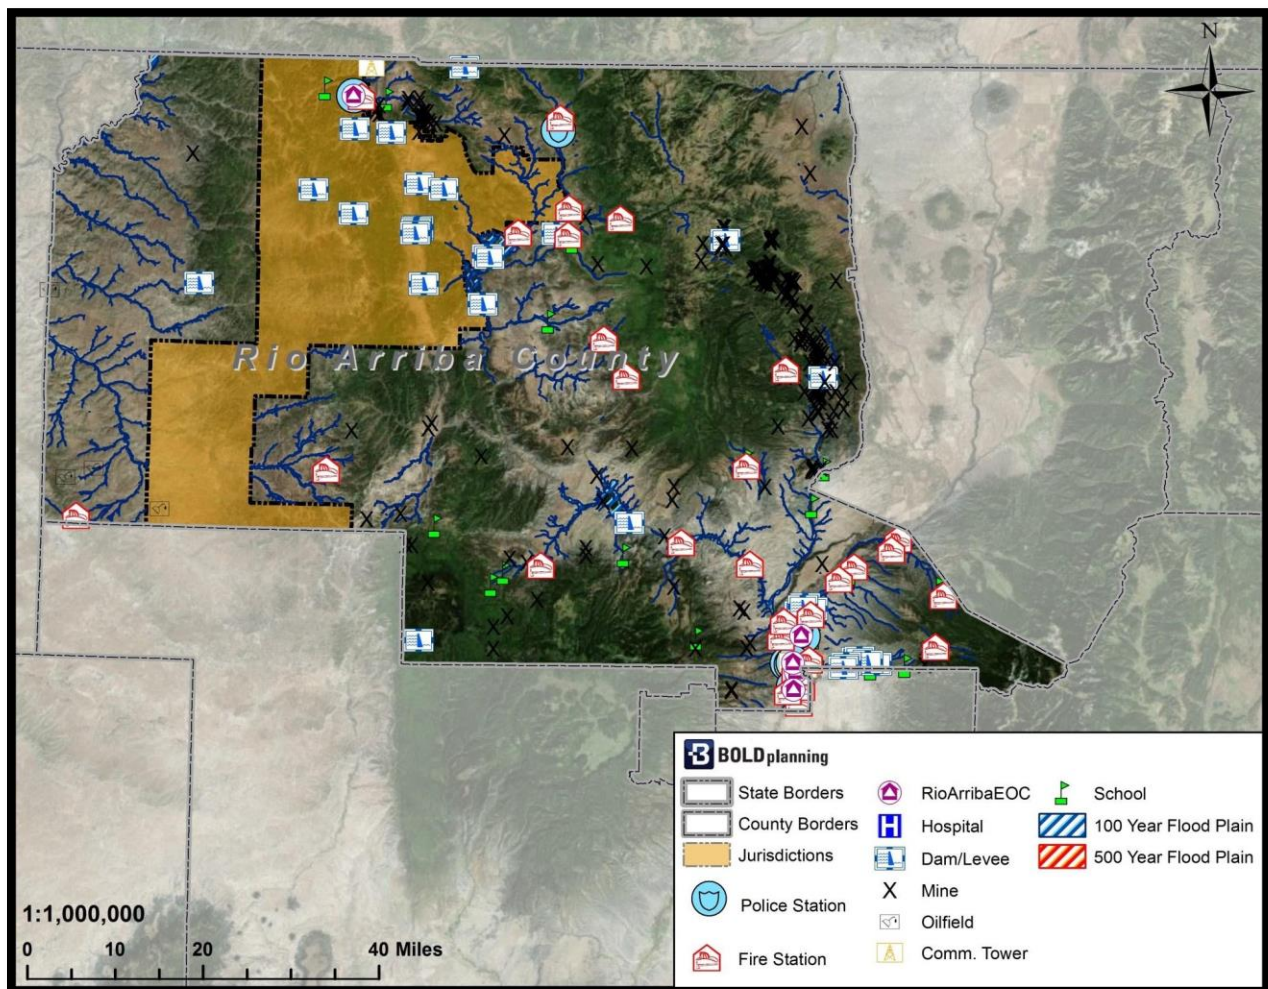 N
Rio Arriba County
B BOLDplanning
State Borders
County Borders
Jurisdictions
Police Station
Fire Station
RioArribaEOC
H Hospital
Dam/Levee
X Mine
Oilfield
Comm. Tower
School
100 Year Flood Plain
500 Year Flood Plain
1:1,000,000
0 10 20 40 Miles